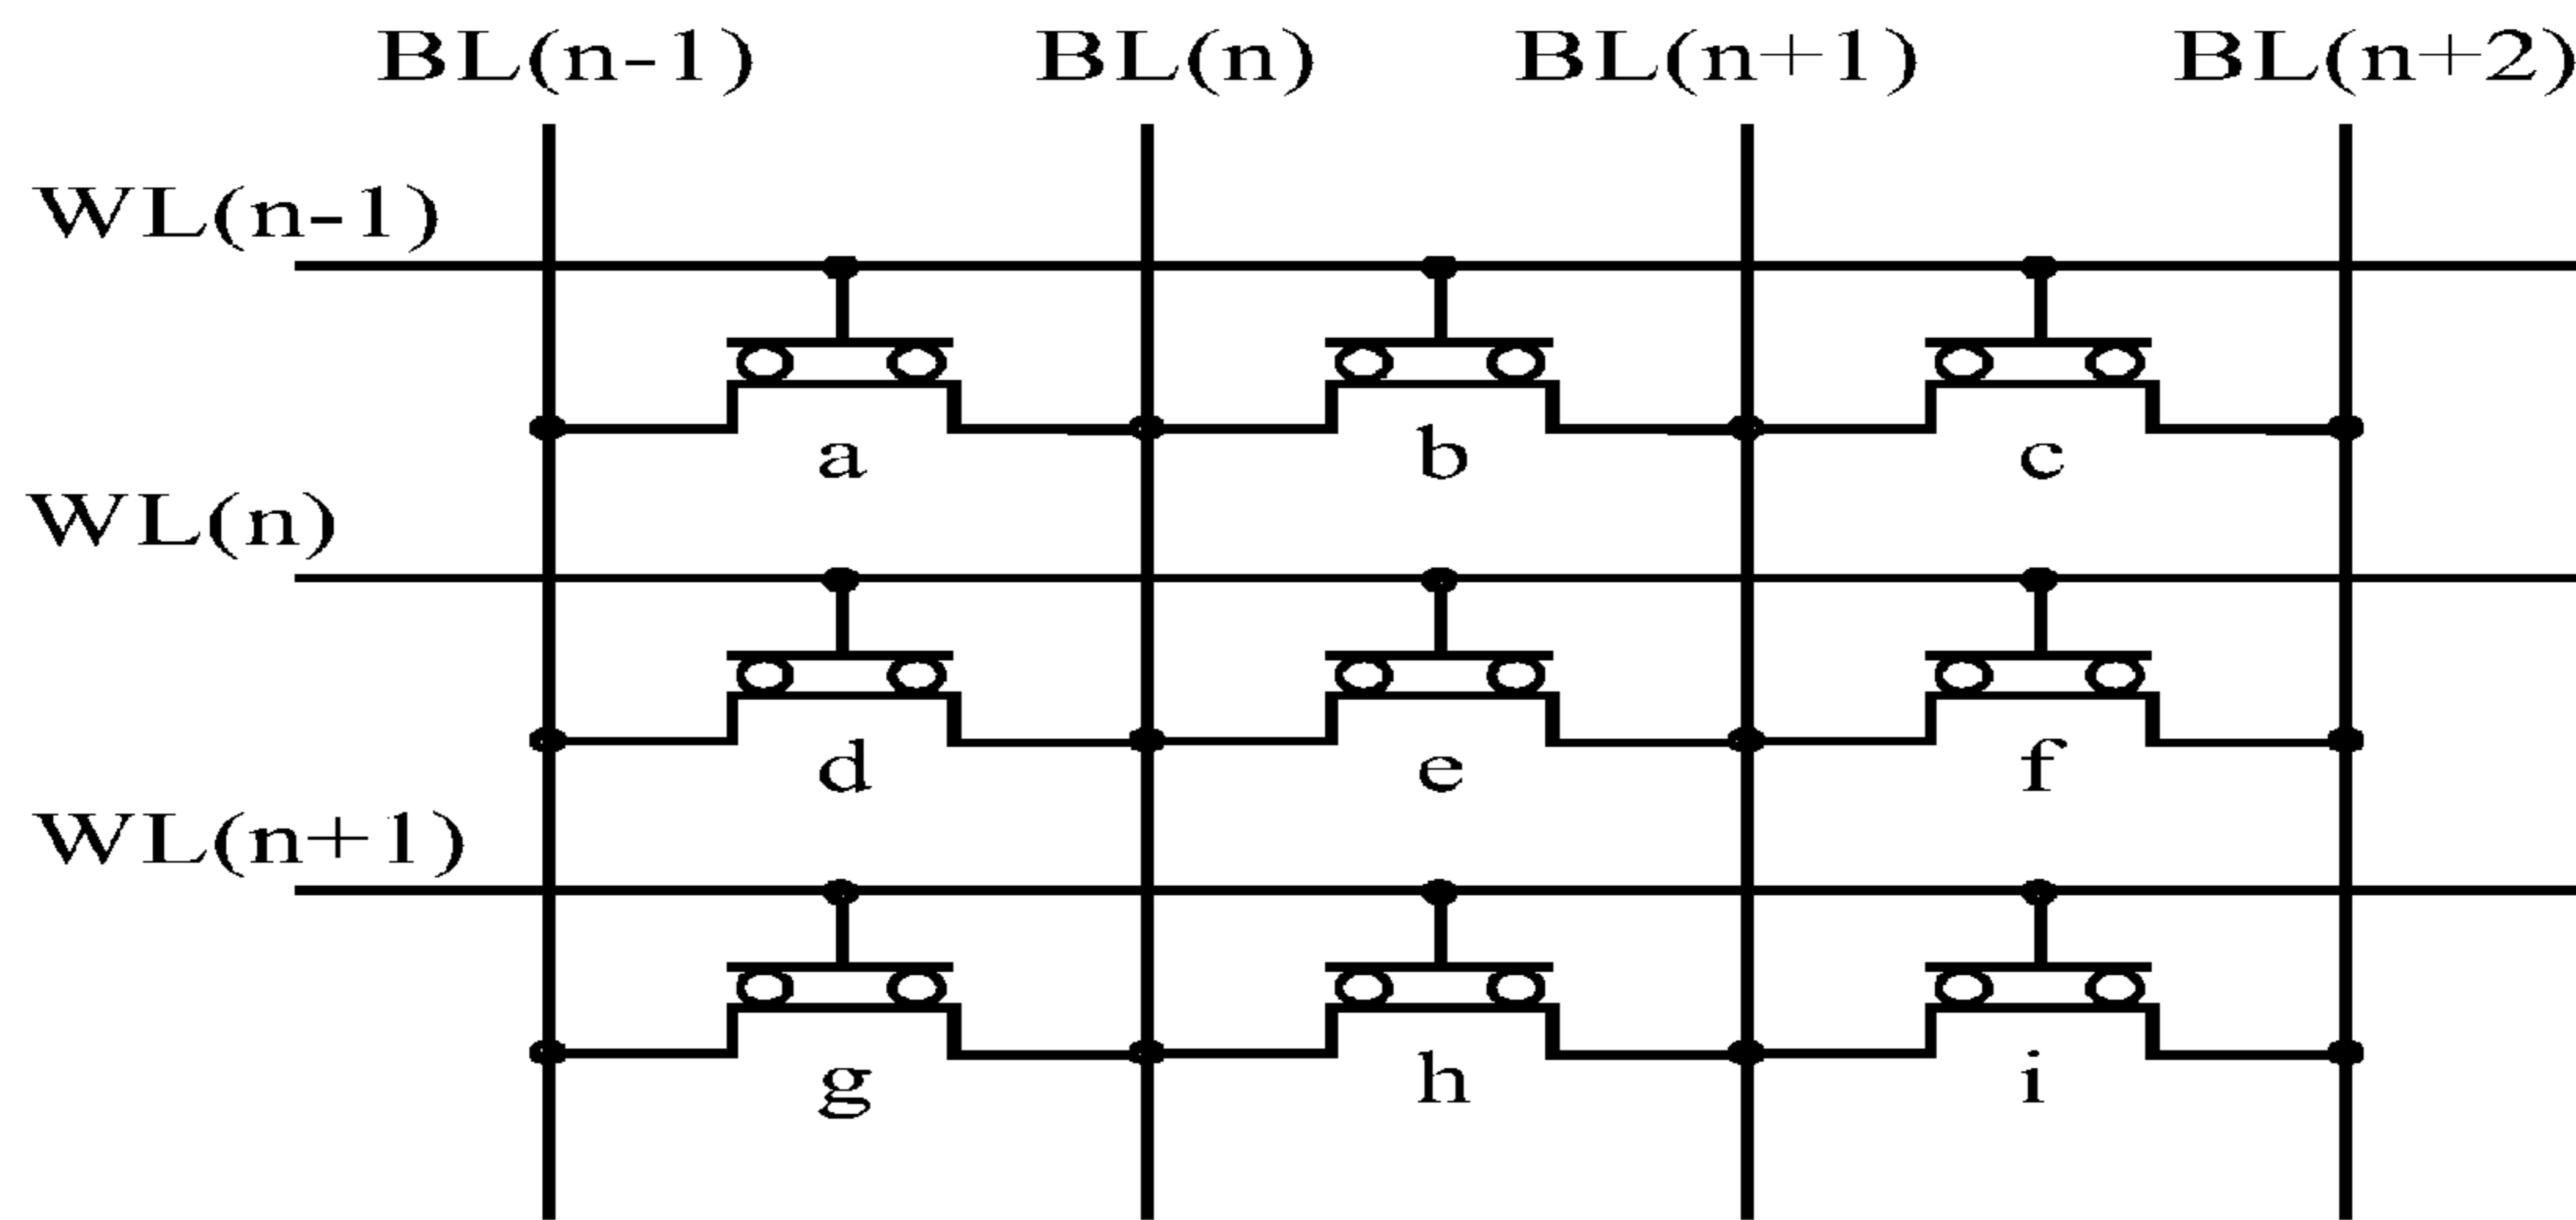 BL(n-1) BL(n) BL(n+1) BL(n+2)
WL(n-1)
a b c
WL(n)
d e f
WL(n+1)
g h i